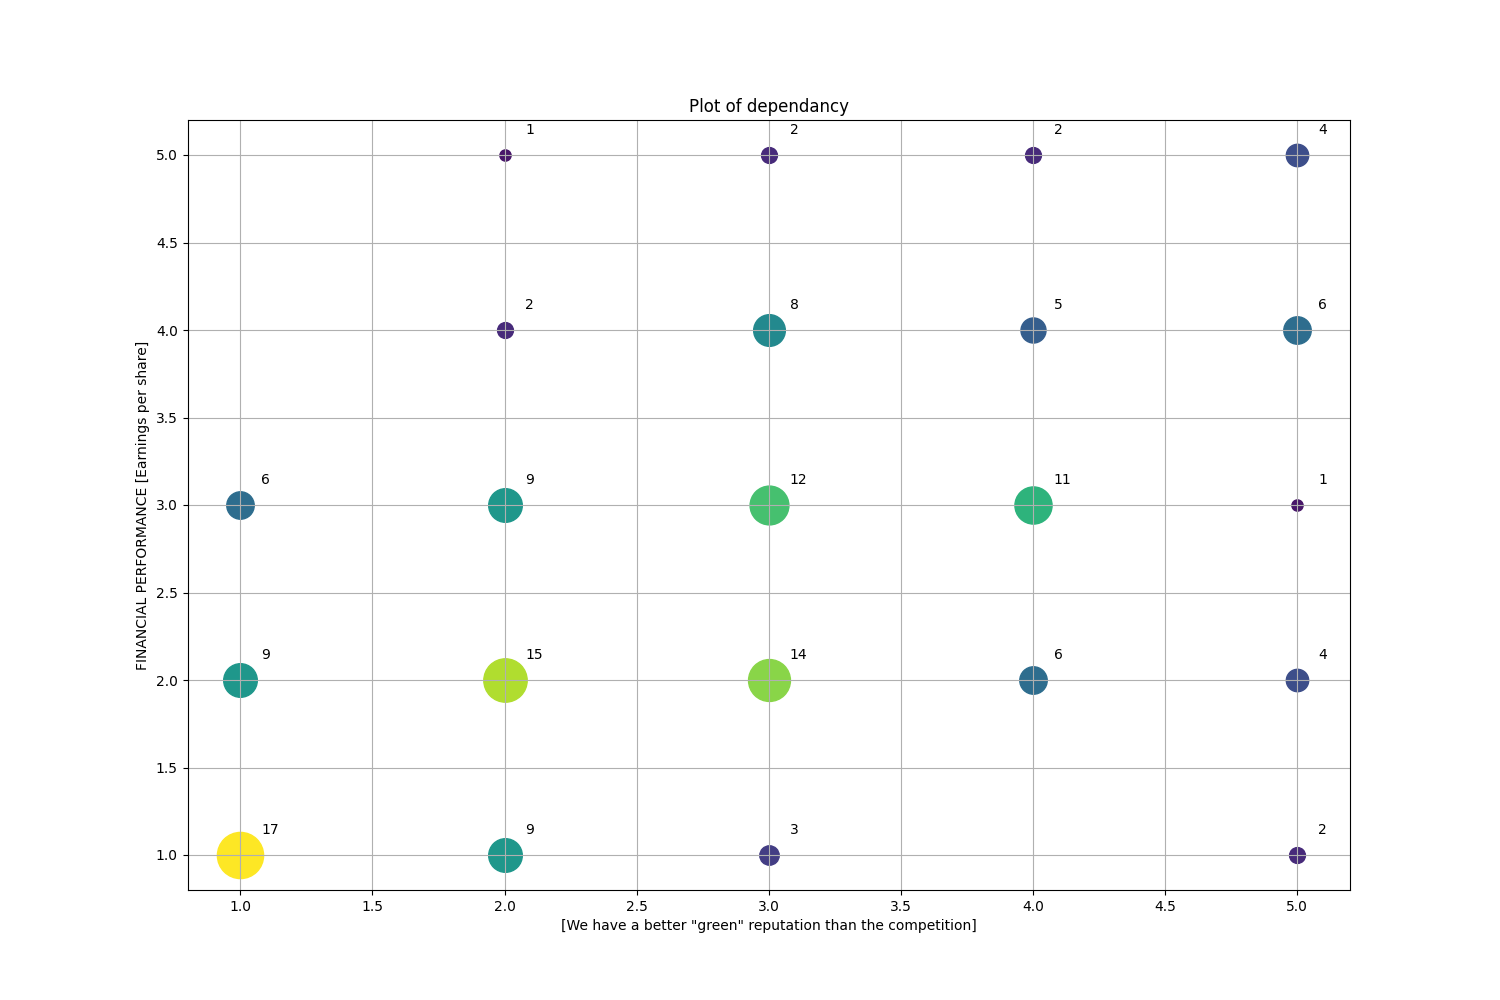 Plot of dependancy
1 2 2 4
5.0
4.5
2 8 5 6
4.0
3.5
6 9 12 11 1
3.0
2.5
9 15 14 6 4
2.0
1.5
17 9 3 2
1.0
FINANCIAL PERFORMANCE [Earnings per share]
1.0 1.5 2.0 2.5 3.0 3.5 4.0 4.5 5.0
[We have a better "green" reputation than the competition]